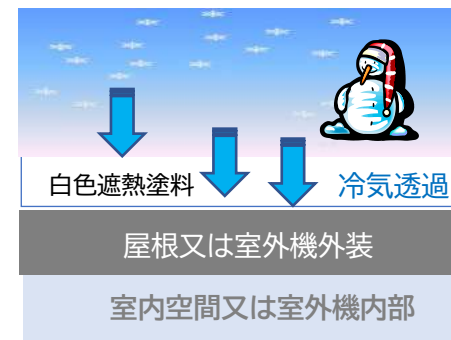 白色遮熱塗料
冷気透過
屋根又は室外機外装
室内空間又は室外機内部